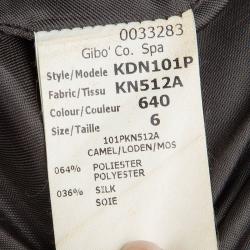 0033283
Gibo' Co. Spa
Style/Modele KDN101P
Fabric/Tissu KN512A
Colour/Couleur 640
Size/Taille 6
101PKN512A
CAMEL/LODEN/MOS
064% POLIESTER
POLYESTER
036% SILK
SOIE